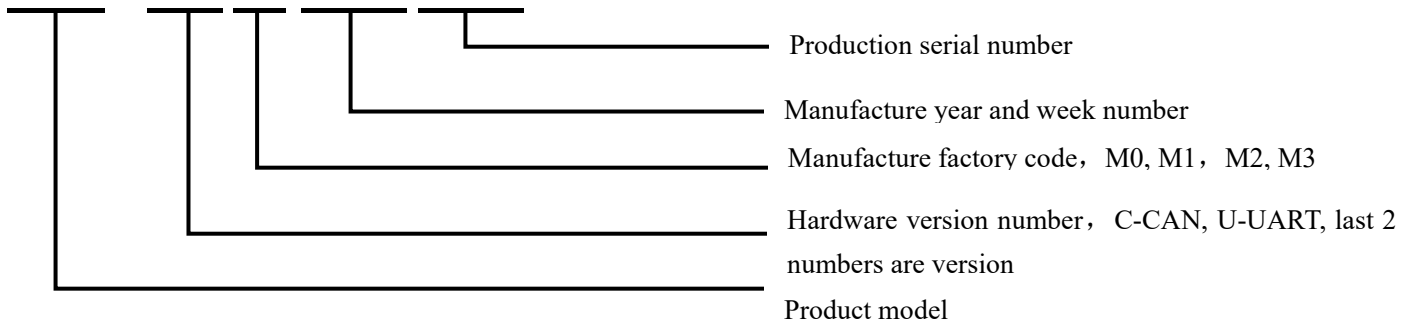 Production serial number
Manufacture year and week number
Manufacture factory code，M0, M1，M2, M3
Hardware version number，C-CAN, U-UART, last 2
numbers are version
Product model